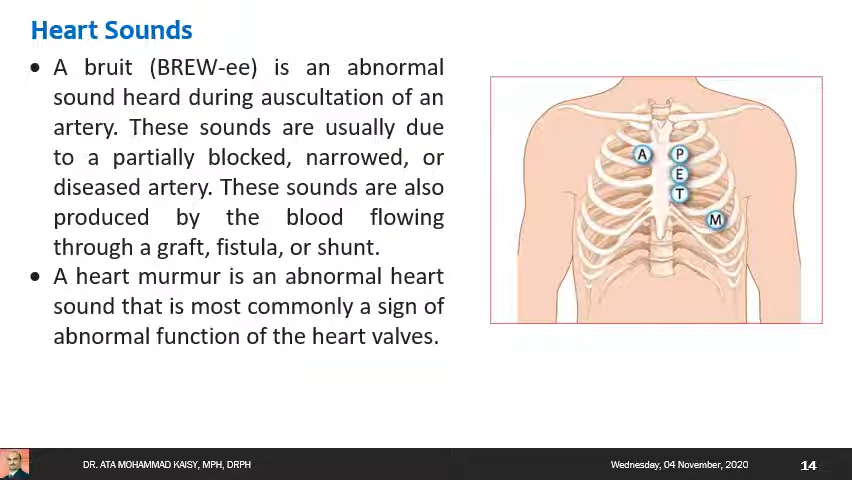 Heart Sounds
• A bruit (BREW-ee) is an abnormal
sound heard during auscultation of an
artery. These sounds are usually due
to a partially blocked, narrowed, or
diseased artery. These sounds are also
produced by the blood flowing
through a graft, fistula, or shunt.
• A heart murmur is an abnormal heart
sound that is most commonly a sign of
abnormal function of the heart valves.
A P
E
T
M
DR. ATA MOHAMMAD KAISY, MPH, DRPH Wednesday, 04 November, 2020 14